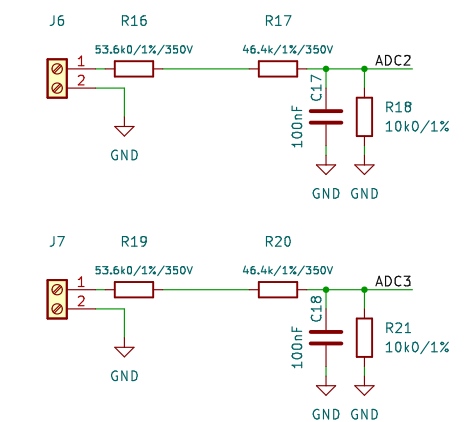 J6 R16 R17
53.6k0/1%/350V 46.4k/1%/350V
1 ADC2
2
C17
100nF
R18
10k0/1%
GND
GND GND
J7 R19 R20
53.6k0/1%/350V 46.4k/1%/350V
1 ADC3
2
C18
100nF
R21
10k0/1%
GND
GND GND